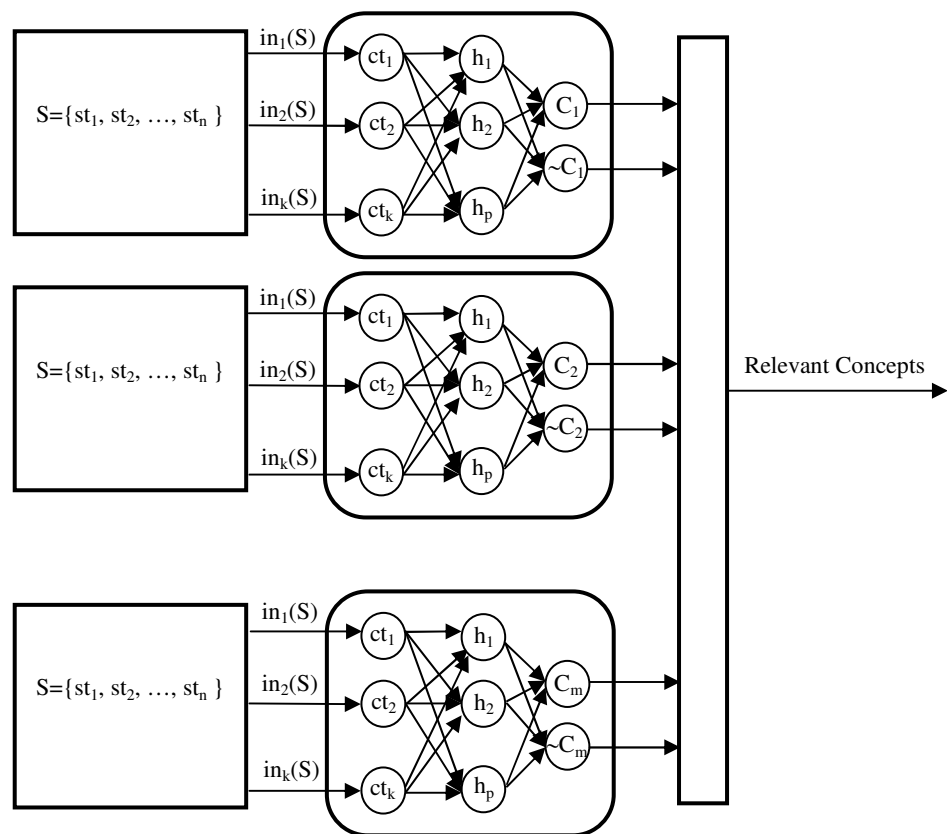 in₁(S)
ct₁
h₁
S={st₁, st₂, …, stₙ }
in₂(S)
ct₂
h₂
C₁
~C₁
inₖ(S)
ctₖ
hₚ
in₁(S)
ct₁
h₁
S={st₁, st₂, …, stₙ }
in₂(S)
ct₂
h₂
C₂
~C₂
inₖ(S)
ctₖ
hₚ
Relevant Concepts
in₁(S)
ct₁
h₁
S={st₁, st₂, …, stₙ }
in₂(S)
ct₂
h₂
Cₘ
~Cₘ
inₖ(S)
ctₖ
hₚ